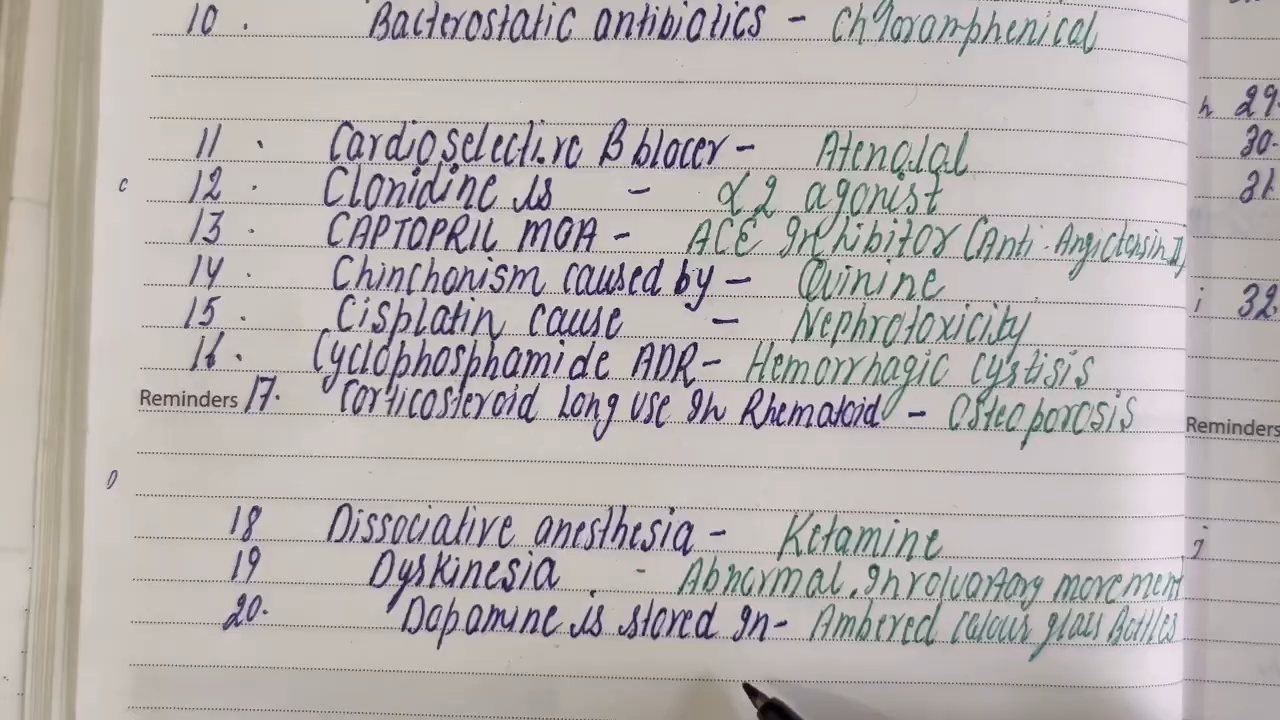 10. Bacterostatic antibiotics - Chloramphenical
11. Cardioselective B blocer - Atenolol
C 12. Clonidine is - α2 agonist
13. CAPTOPRIL MOA - ACE Inhibitor (Anti-Angiotensin II)
14. Chinchonism caused by - Quinine
15. Cisplatin cause - Nephrotoxicity
16. Cyclophosphamide ADR - Hemorrhagic cystisis
Reminders 17. Corticosteroid long use In Rhematoid - Osteoporosis
D
18 Dissociative anesthesia - Ketamine
19 Dyskinesia - Abnormal. Involuntary movement
20. Dopamine is stored In - Ambered colour glass Bottles
h 29
30.
31.
i 32.
Reminders
j